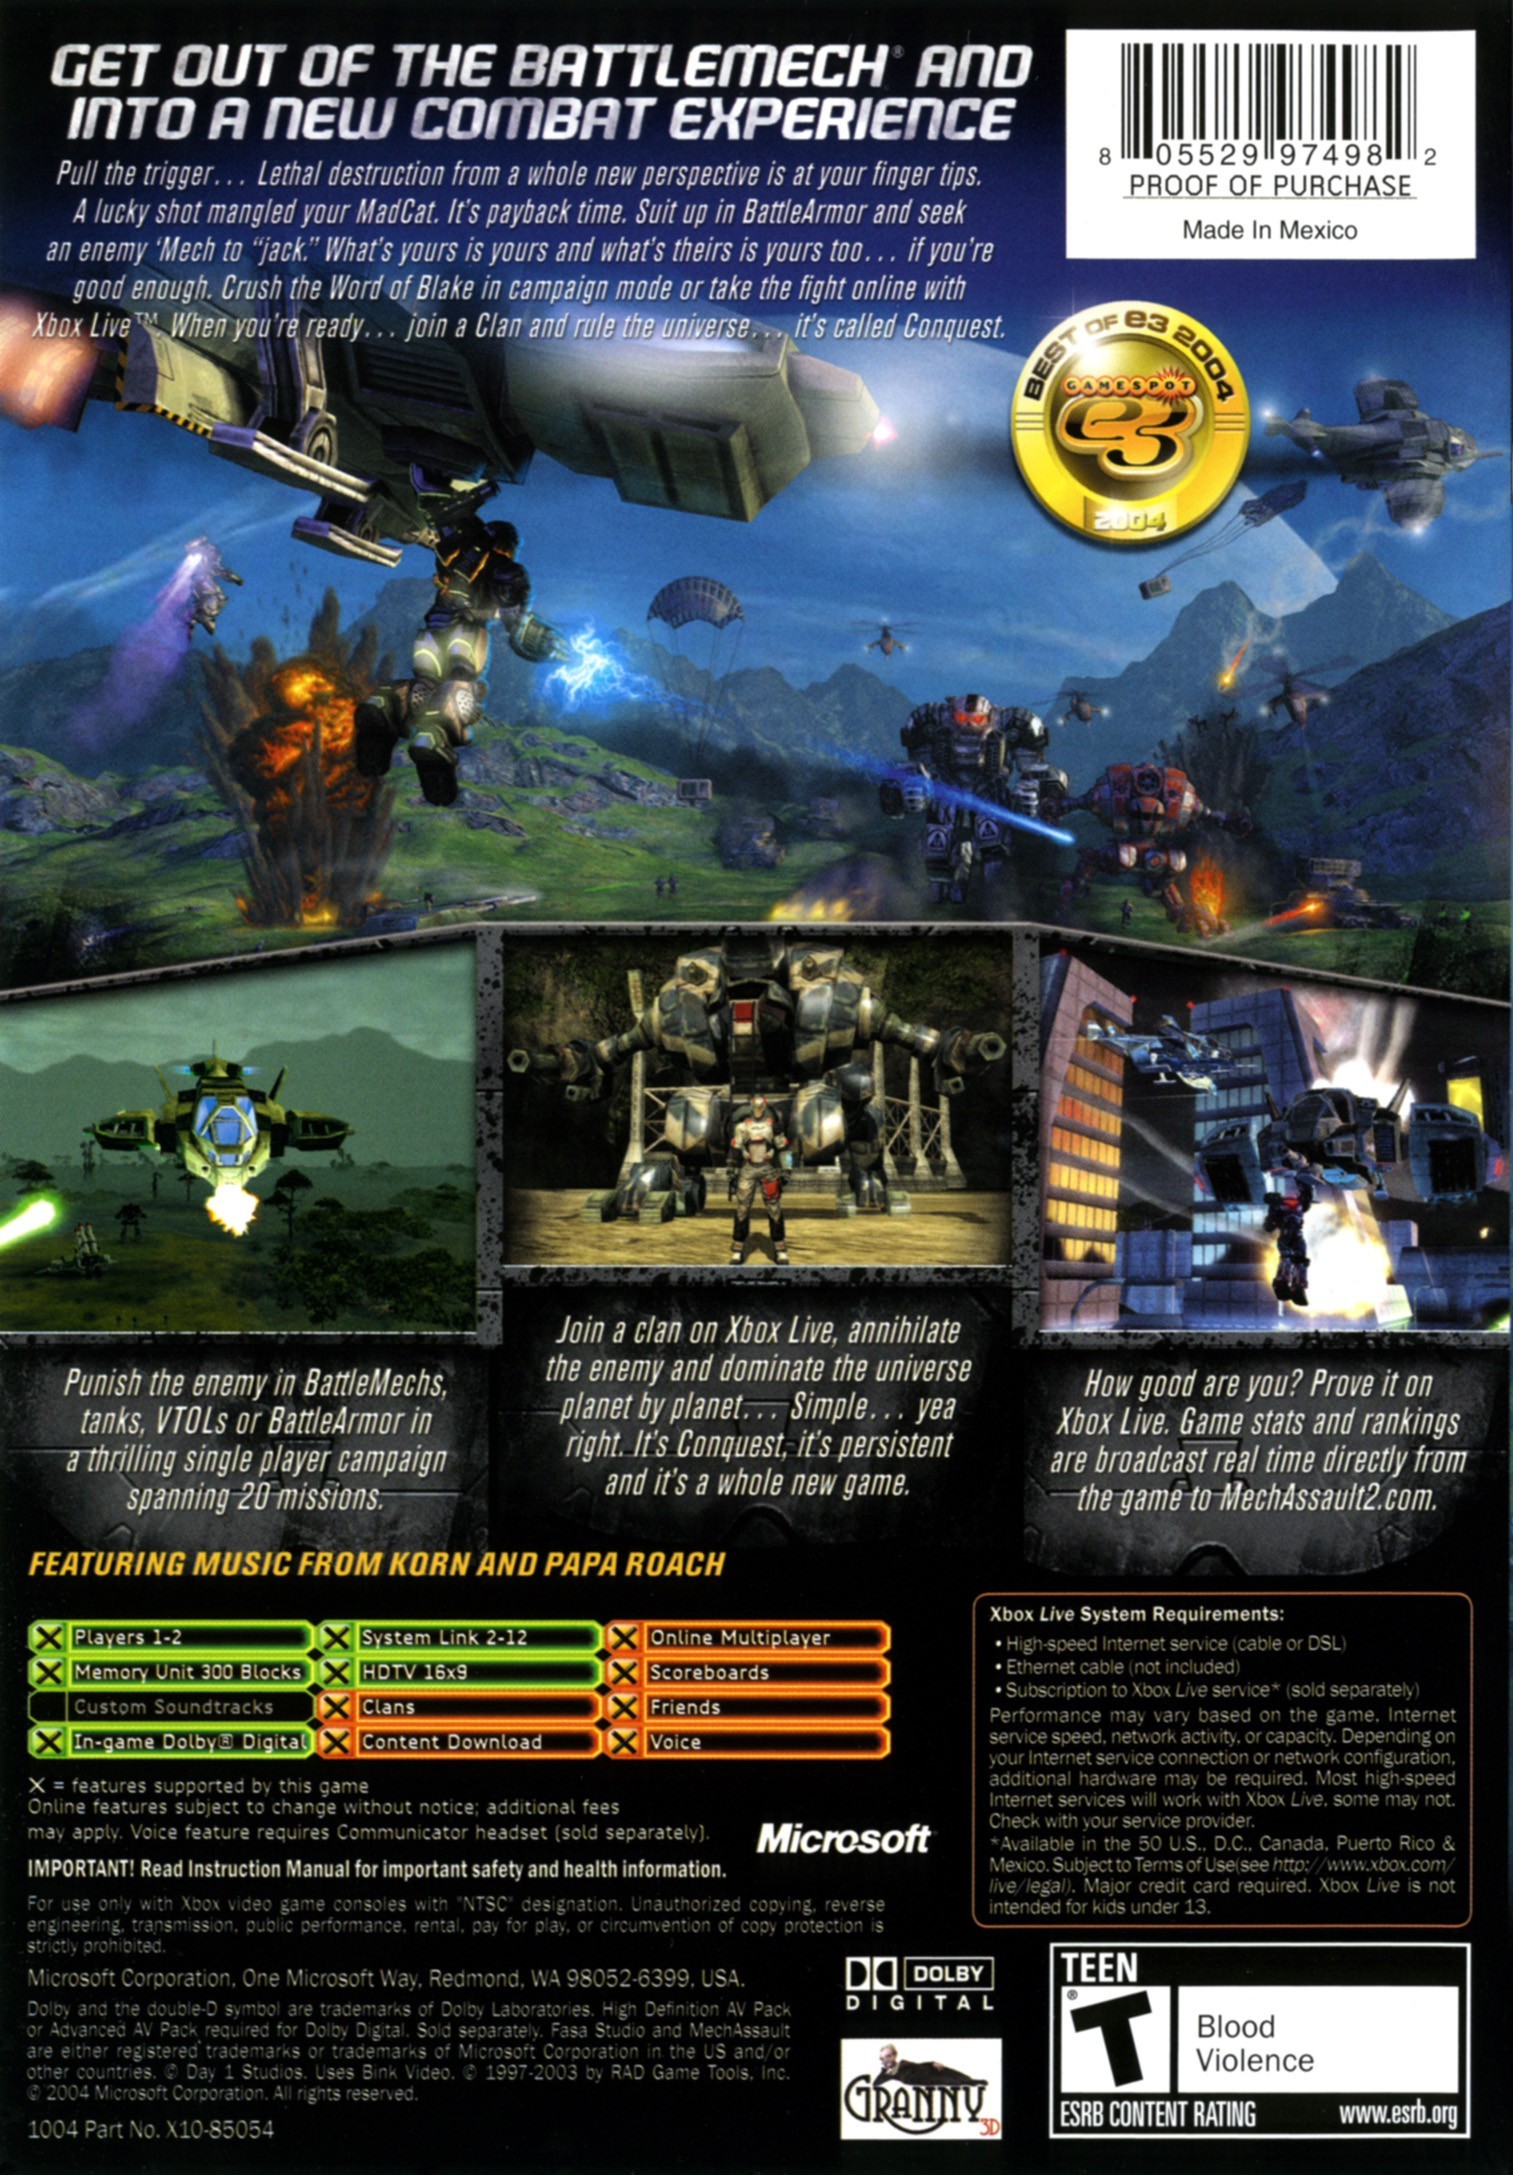 GET OUT OF THE BATTLEMECH® AND
INTO A NEW COMBAT EXPERIENCE
Pull the trigger... Lethal destruction from a whole new perspective is at your finger tips.
A lucky shot mangled your MadCat. It's payback time. Suit up in BattleArmor and seek
an enemy 'Mech to "jack." What's yours is yours and what's theirs is yours too... if you're
good enough. Crush the Word of Blake in campaign mode or take the fight online with
Xbox Live™. When you're ready... join a Clan and rule the universe... it's called Conquest.
8 05529 97498 2
PROOF OF PURCHASE
Made In Mexico
BEST OF e3 2004
GAMESPOT
e3
2004
Punish the enemy in BattleMechs,
tanks, VTOLs or BattleArmor in
a thrilling single player campaign
spanning 20 missions.
Join a clan on Xbox Live, annihilate
the enemy and dominate the universe
planet by planet... Simple... yea
right. It's Conquest, it's persistent
and it's a whole new game.
How good are you? Prove it on
Xbox Live. Game stats and rankings
are broadcast real time directly from
the game to MechAssault2.com.
FEATURING MUSIC FROM KORN AND PAPA ROACH
X Players 1-2 X System Link 2-12 X Online Multiplayer
X Memory Unit 300 Blocks X HDTV 16x9 X Scoreboards
Custom Soundtracks X Clans X Friends
X In-game Dolby® Digital X Content Download X Voice
X = features supported by this game
Online features subject to change without notice; additional fees
may apply. Voice feature requires Communicator headset (sold separately).
IMPORTANT! Read Instruction Manual for important safety and health information.
For use only with Xbox video game consoles with "NTSC" designation. Unauthorized copying, reverse
engineering, transmission, public performance, rental, pay for play, or circumvention of copy protection is
strictly prohibited.
Microsoft Corporation, One Microsoft Way, Redmond, WA 98052-6399, USA.
Dolby and the double-D symbol are trademarks of Dolby Laboratories. High Definition AV Pack
or Advanced AV Pack required for Dolby Digital. Sold separately. Fasa Studio and MechAssault
are either registered trademarks or trademarks of Microsoft Corporation in the US and/or
other countries. © Day 1 Studios. Uses Bink Video. © 1997-2003 by RAD Game Tools, Inc.
© 2004 Microsoft Corporation. All rights reserved.
1004 Part No. X10-85054
Microsoft
Xbox Live System Requirements:
• High-speed Internet service (cable or DSL)
• Ethernet cable (not included)
• Subscription to Xbox Live service* (sold separately)
Performance may vary based on the game, Internet
service speed, network activity, or capacity. Depending on
your Internet service connection or network configuration,
additional hardware may be required. Most high-speed
Internet services will work with Xbox Live, some may not.
Check with your service provider.
*Available in the 50 U.S., D.C., Canada, Puerto Rico &
Mexico. Subject to Terms of Use(see http://www.xbox.com/
live/legal). Major credit card required. Xbox Live is not
intended for kids under 13.
DOLBY
DIGITAL
GRANNY
3D
TEEN
®
T
Blood
Violence
ESRB CONTENT RATING www.esrb.org